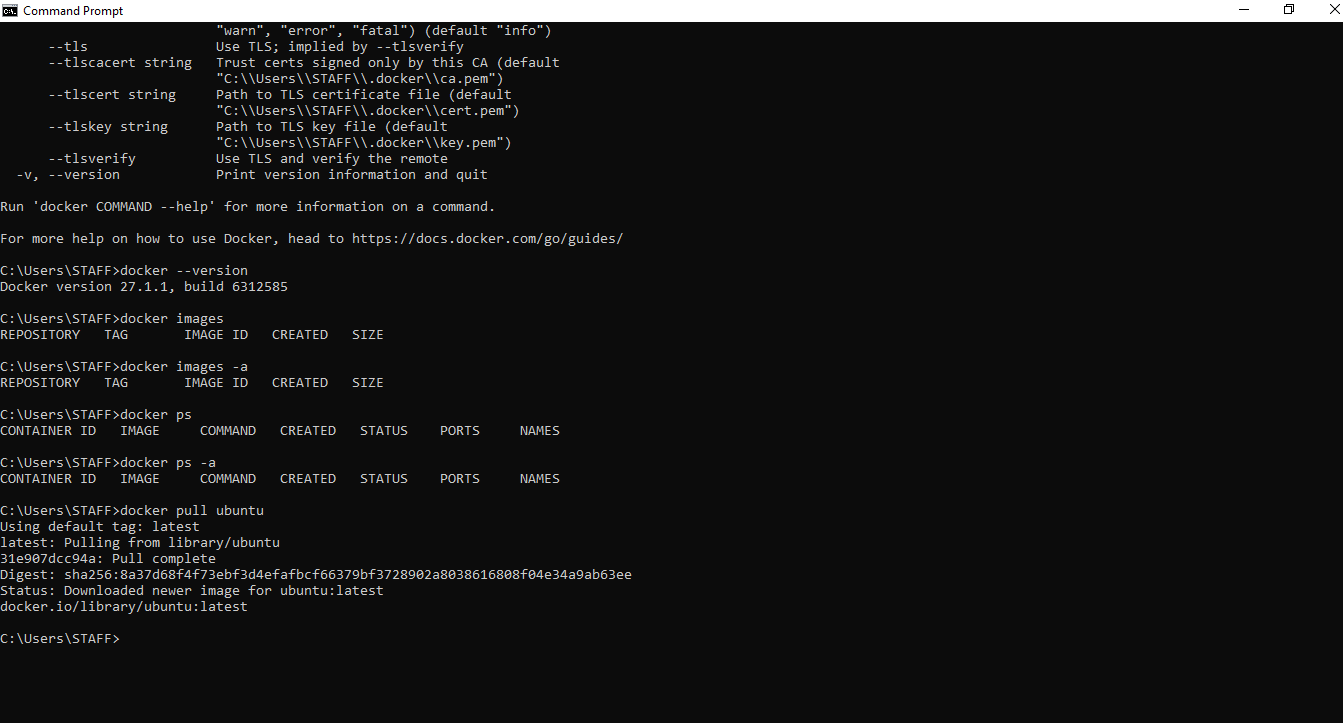 Command Prompt
"warn", "error", "fatal") (default "info")
--tls Use TLS; implied by --tlsverify
--tlscacert string Trust certs signed only by this CA (default
"C:\\Users\\STAFF\\.docker\\ca.pem")
--tlscert string Path to TLS certificate file (default
"C:\\Users\\STAFF\\.docker\\cert.pem")
--tlskey string Path to TLS key file (default
"C:\\Users\\STAFF\\.docker\\key.pem")
--tlsverify Use TLS and verify the remote
-v, --version Print version information and quit
Run 'docker COMMAND --help' for more information on a command.
For more help on how to use Docker, head to https://docs.docker.com/go/guides/
C:\Users\STAFF>docker --version
Docker version 27.1.1, build 6312585
C:\Users\STAFF>docker images
REPOSITORY TAG IMAGE ID CREATED SIZE
C:\Users\STAFF>docker images -a
REPOSITORY TAG IMAGE ID CREATED SIZE
C:\Users\STAFF>docker ps
CONTAINER ID IMAGE COMMAND CREATED STATUS PORTS NAMES
C:\Users\STAFF>docker ps -a
CONTAINER ID IMAGE COMMAND CREATED STATUS PORTS NAMES
C:\Users\STAFF>docker pull ubuntu
Using default tag: latest
latest: Pulling from library/ubuntu
31e907dcc94a: Pull complete
Digest: sha256:8a37d68f4f73ebf3d4efafbcf66379bf3728902a8038616808f04e34a9ab63ee
Status: Downloaded newer image for ubuntu:latest
docker.io/library/ubuntu:latest
C:\Users\STAFF>